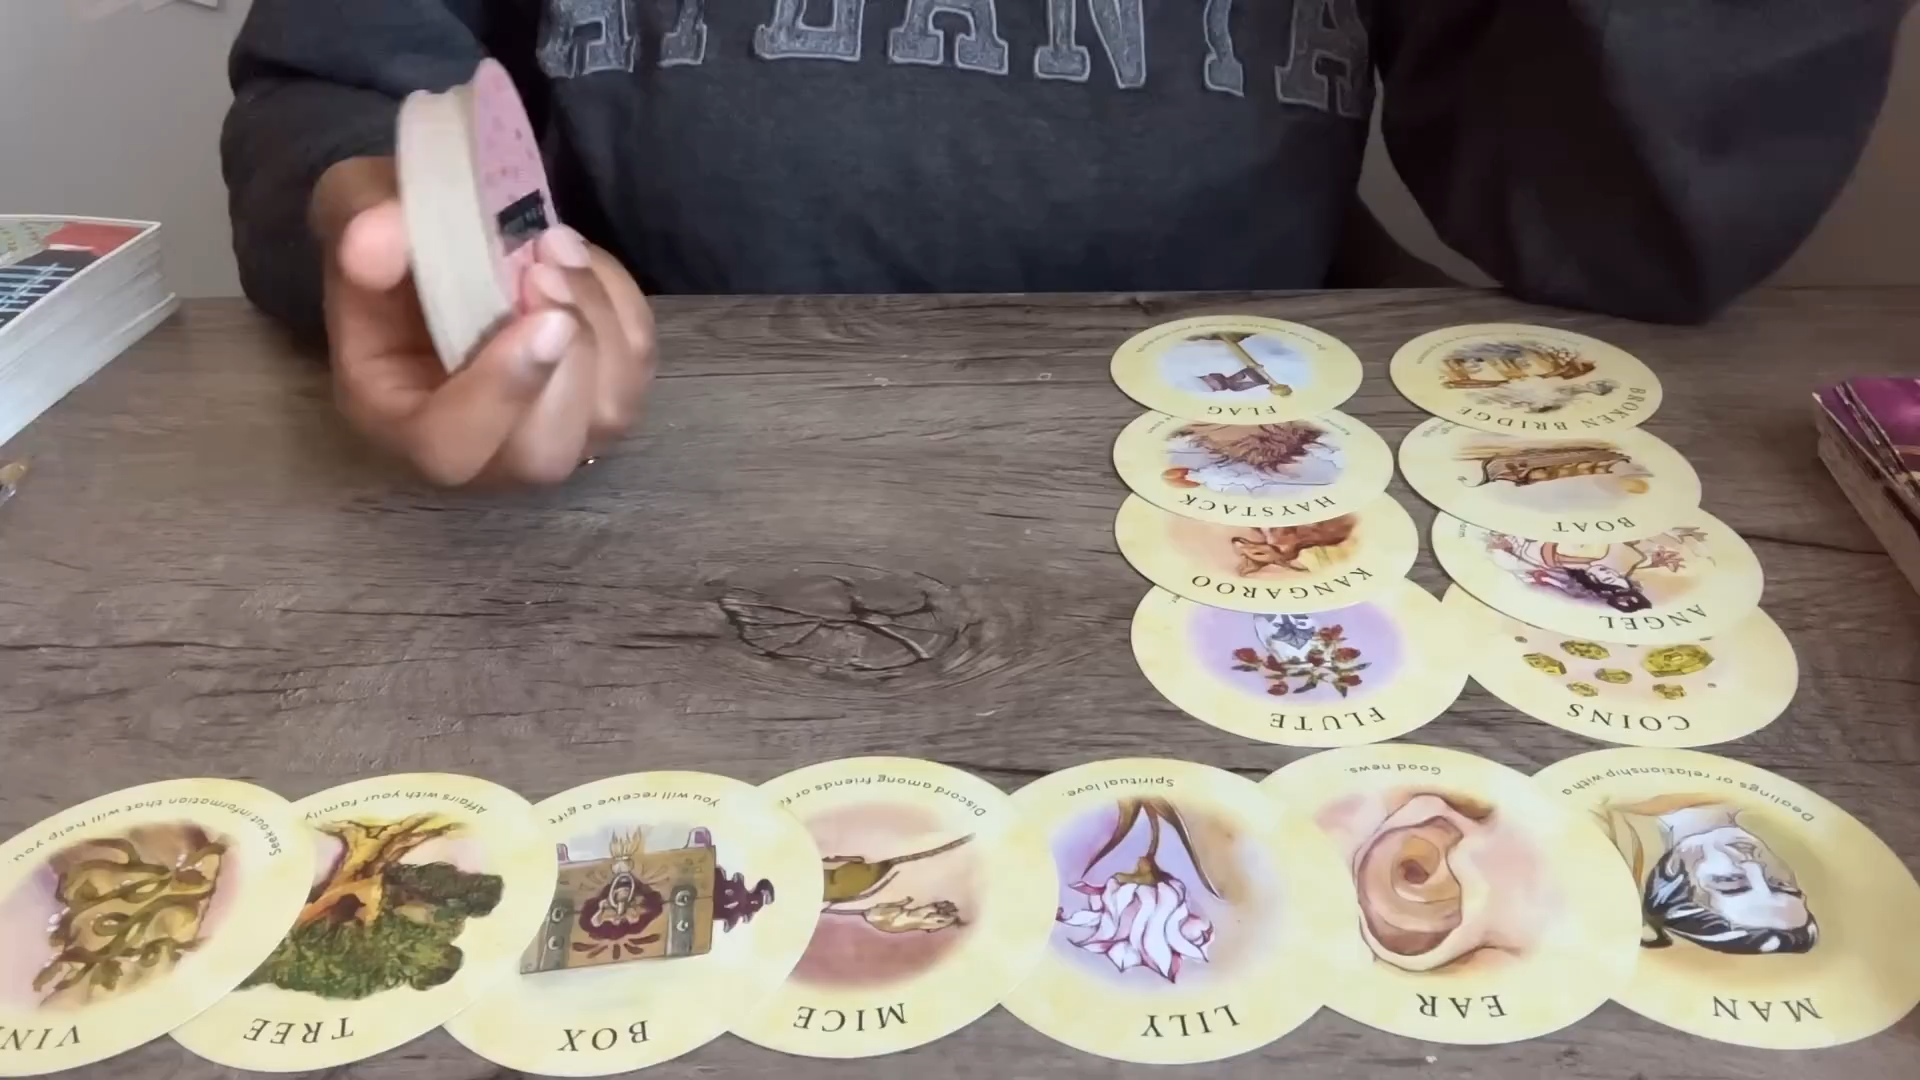 ATLANTA
FLAG
BROKEN BRIDGE
HAYSTACK
BOAT
KANGAROO
ANGEL
FLUTE
COINS
Seek out information that will help you.
VIN
Affairs with your family
TREE
You will receive a gift
BOX
Discord among friends or
MICE
Spiritual love.
LILY
Good news.
EAR
Dealings or relationship with a
MAN